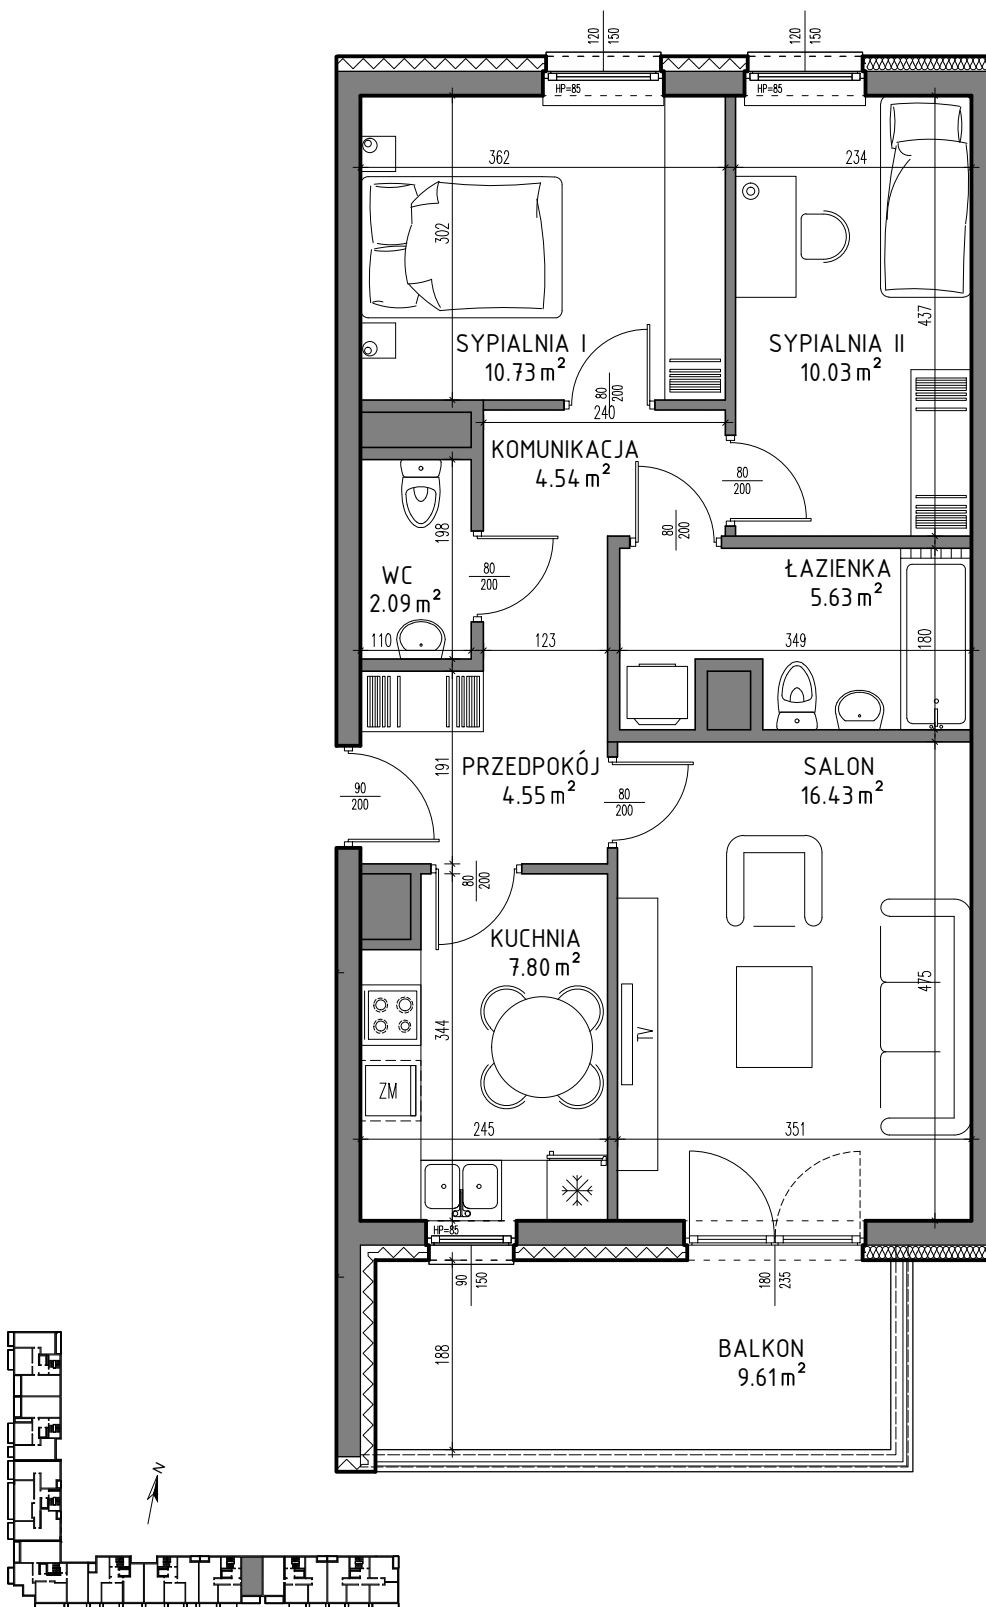 120
150
120
150
HP=85
HP=85
362
234
302
437
SYPIALNIA I
10.73 m²
SYPIALNIA II
10.03 m²
80
200
240
KOMUNIKACJA
4.54 m²
80
200
80
200
198
WC
2.09 m²
80
200
ŁAZIENKA
5.63 m²
110
123
349
180
191
PRZEDPOKÓJ
4.55 m²
SALON
16.43 m²
90
200
80
200
80
200
KUCHNIA
7.80 m²
344
475
TV
ZM
245
351
HP=85
90
150
180
235
188
BALKON
9.61 m²
N